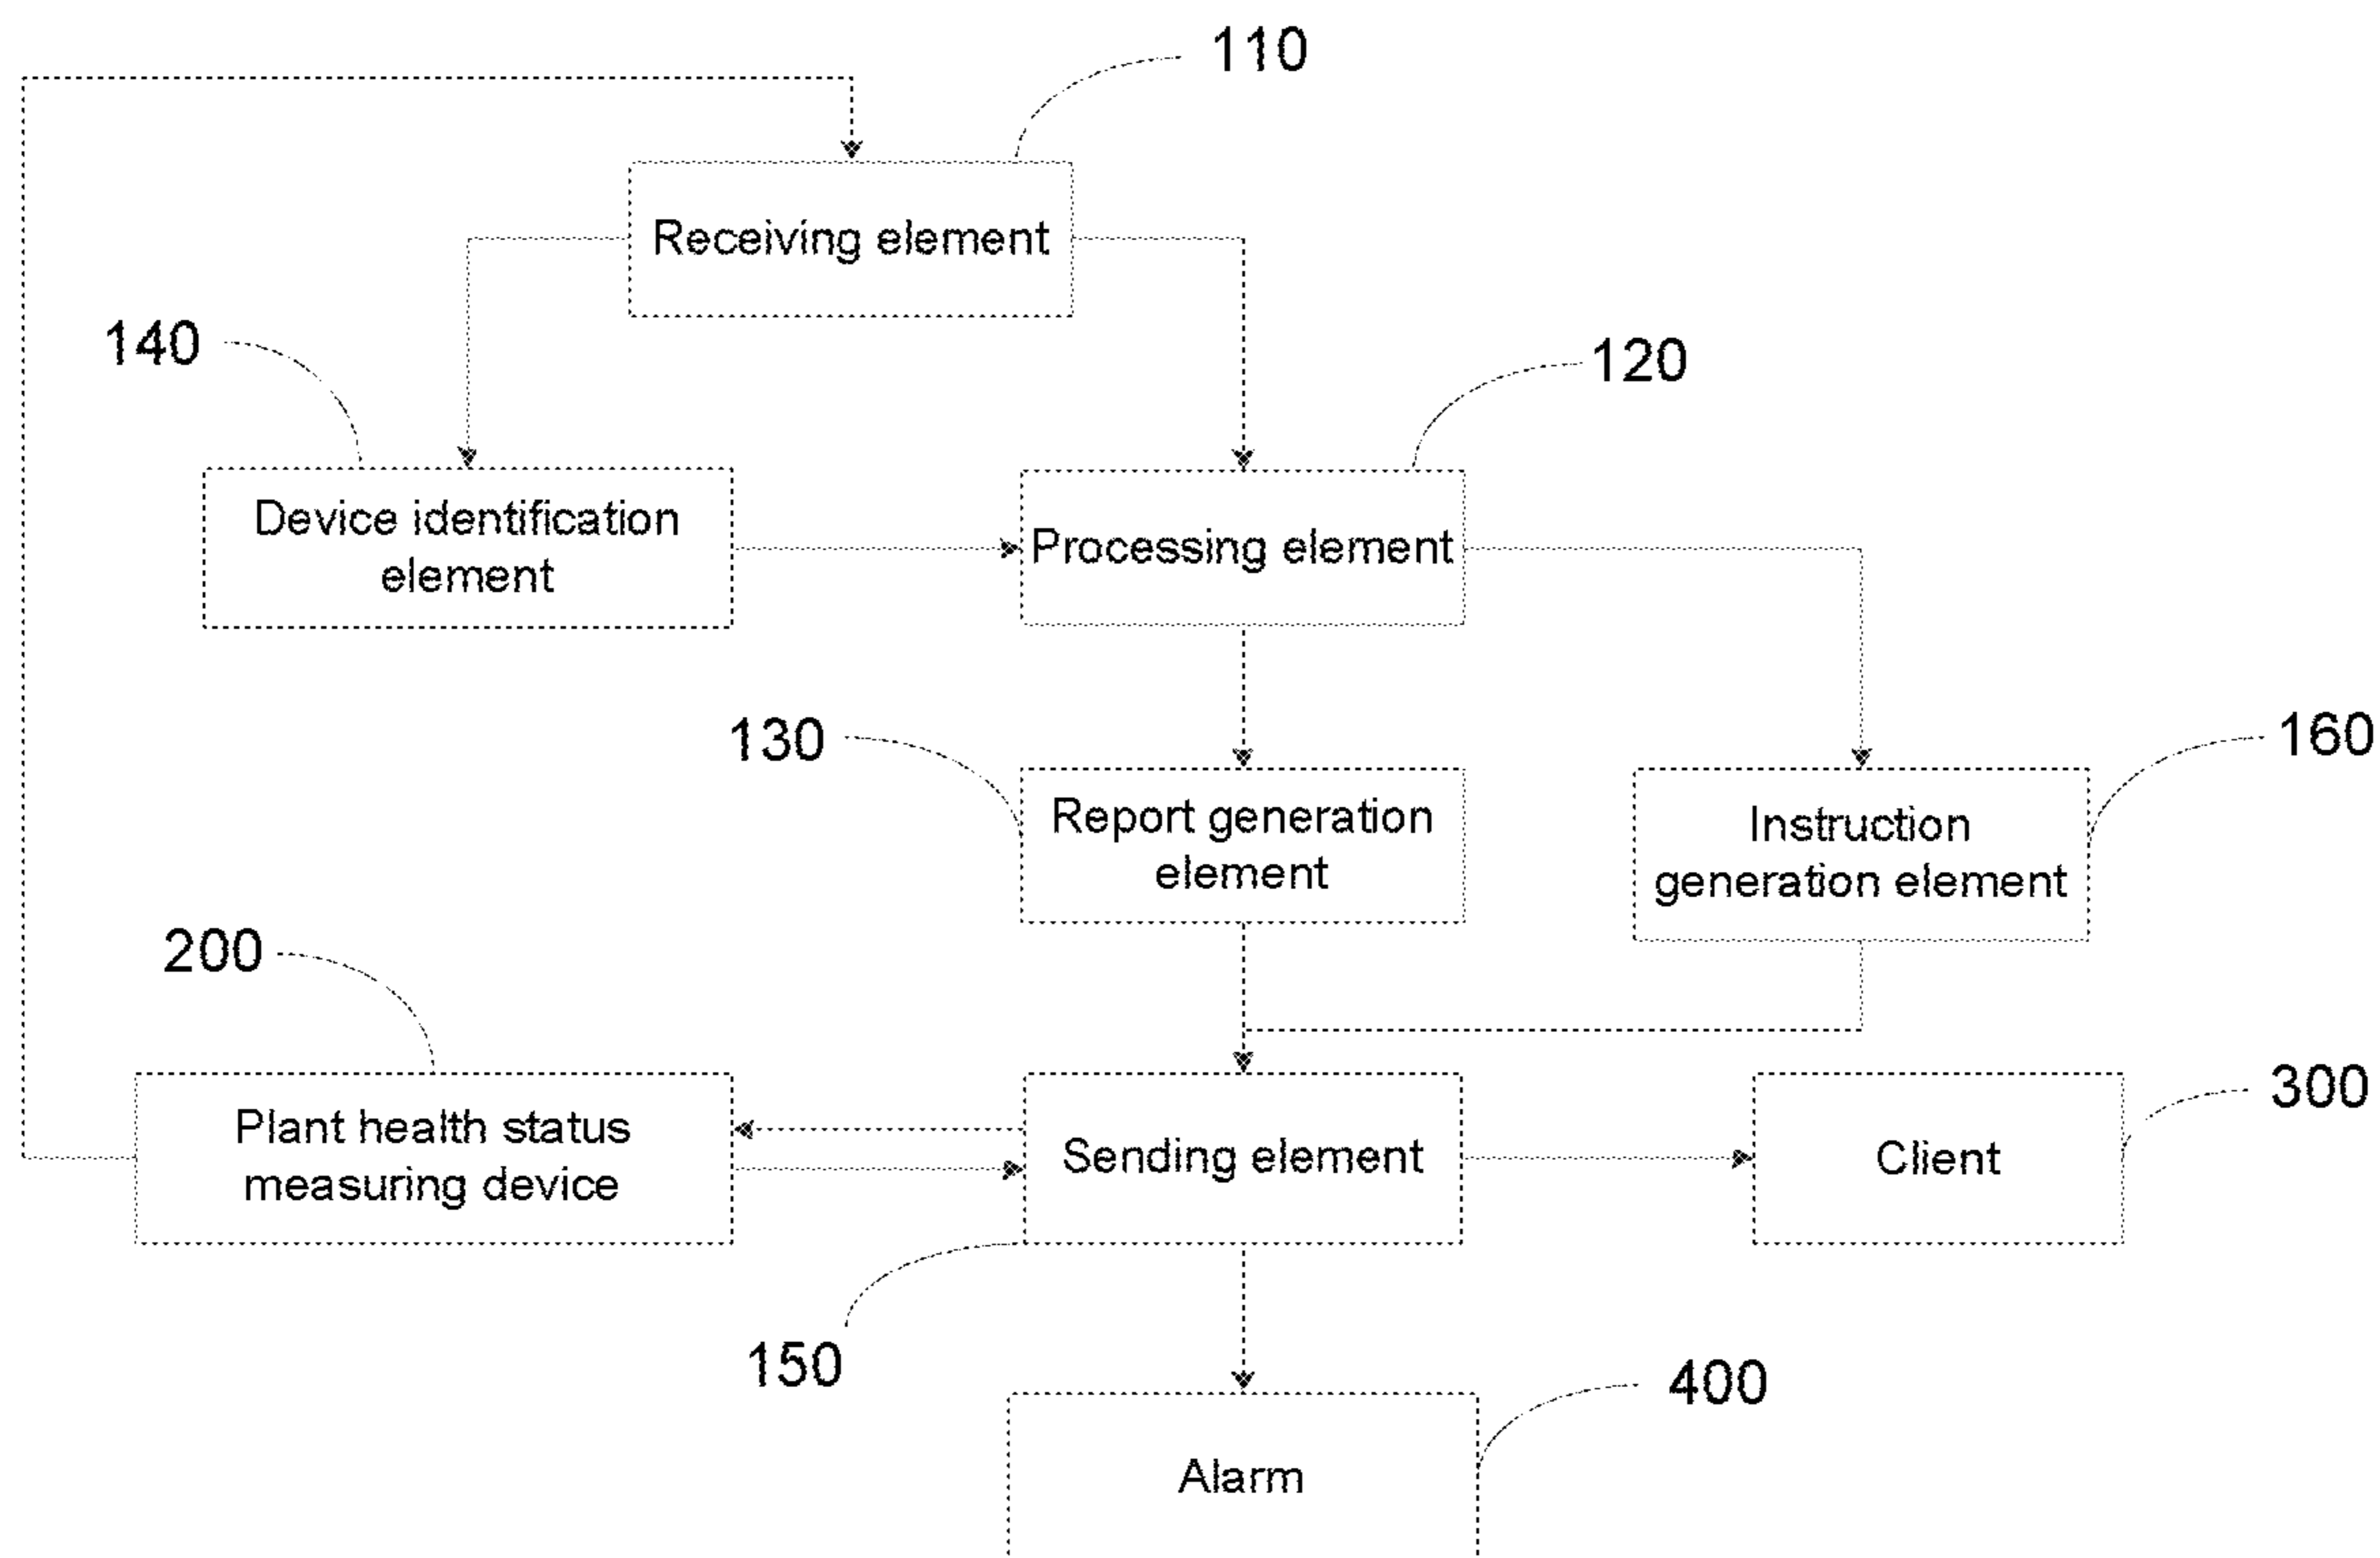 110
Receiving element
140
120
Device identification
element
Processing element
130
160
Report generation
element
Instruction
generation element
200
300
Plant health status
measuring device
Sending element
Client
150
400
Alarm